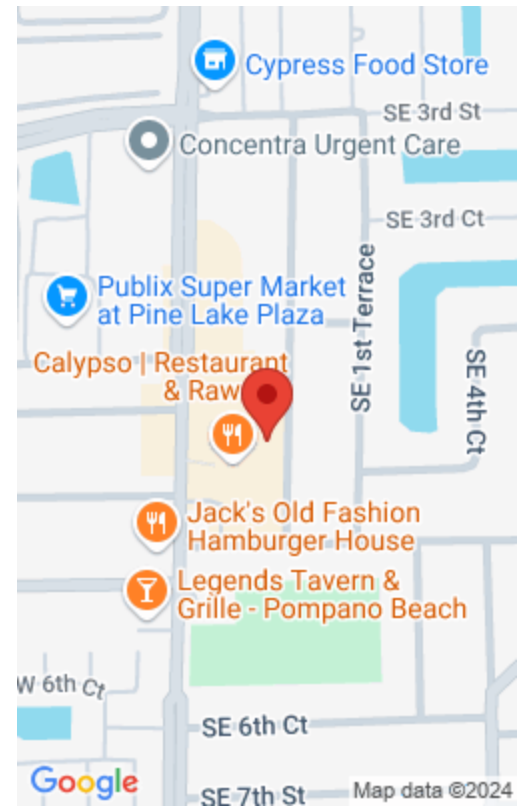 Cypress Food Store
SE 3rd St
Concentra Urgent Care
SE 3rd Ct
Publix Super Market
at Pine Lake Plaza
SE 1st Terrace
SE 4th Ct
Calypso | Restaurant
& Raw
Jack's Old Fashion
Hamburger House
Legends Tavern &
Grille - Pompano Beach
W 6th Ct
SE 6th Ct
Google
SE 7th St
Map data ©2024